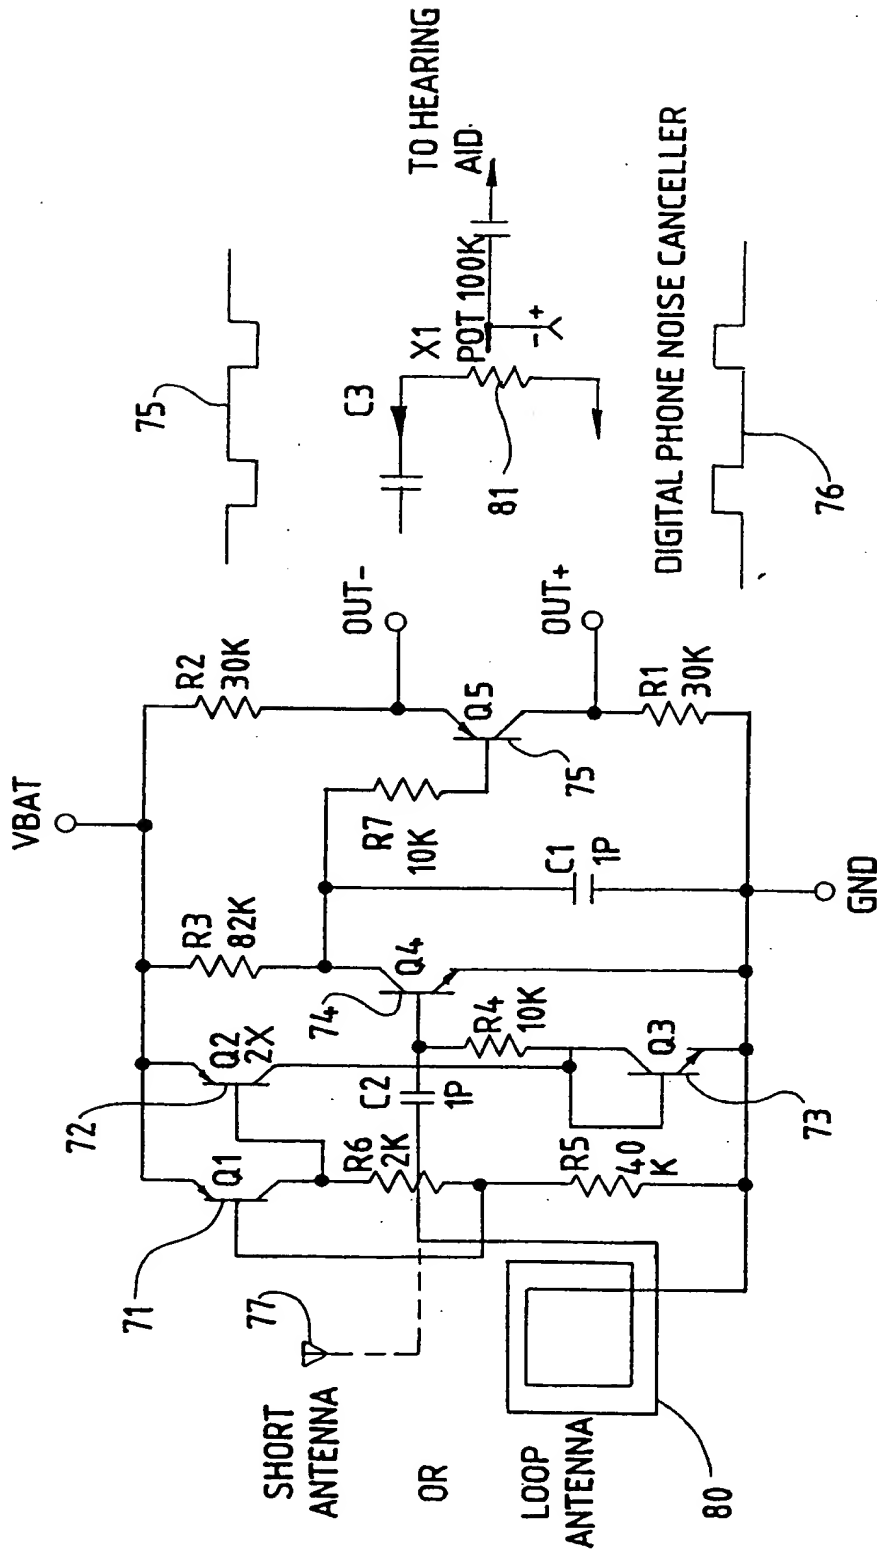 VBAT
R2
30K
R3
82K
Q2
2X
72
Q1
71
77
SHORT
ANTENNA
OR
LOOP
ANTENNA
80
R6
2K
C2
1P
74
Q4
R7
10K
Q5
75
OUT-
OUT+
R4
10K
C1
1P
R1
30K
R5
40
K
Q3
73
GND
75
C3
X1
POT 100K
- +
81
TO HEARING
AID.
DIGITAL PHONE NOISE CANCELLER
76